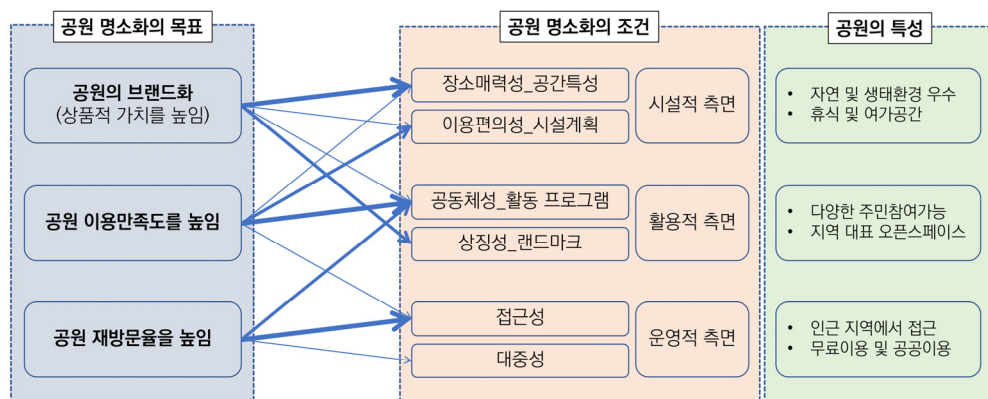 공원 명소화의 목표
공원의 브랜드화
(상품적 가치를 높임)
공원 이용만족도를 높임
공원 재방문율을 높임
공원 명소화의 조건
장소매력성_공간특성
이용편의성_시설계획
시설적 측면
공동체성_활동 프로그램
상징성_랜드마크
활용적 측면
접근성
대중성
운영적 측면
공원의 특성
• 자연 및 생태환경 우수
• 휴식 및 여가공간
• 다양한 주민참여가능
• 지역 대표 오픈스페이스
• 인근 지역에서 접근
• 무료이용 및 공공이용